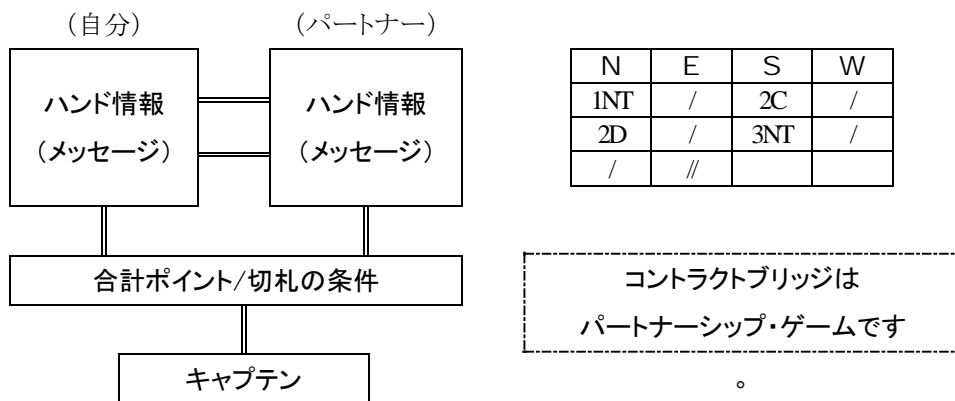 (自分)
(パートナー)
ハンド情報
(メッセージ)
ハンド情報
(メッセージ)
合計ポイント/切札の条件
キャプテン
N E S W
1NT / 2C /
2D / 3NT /
/ //
コントラクトブリッジは
パートナーシップ・ゲームです
。